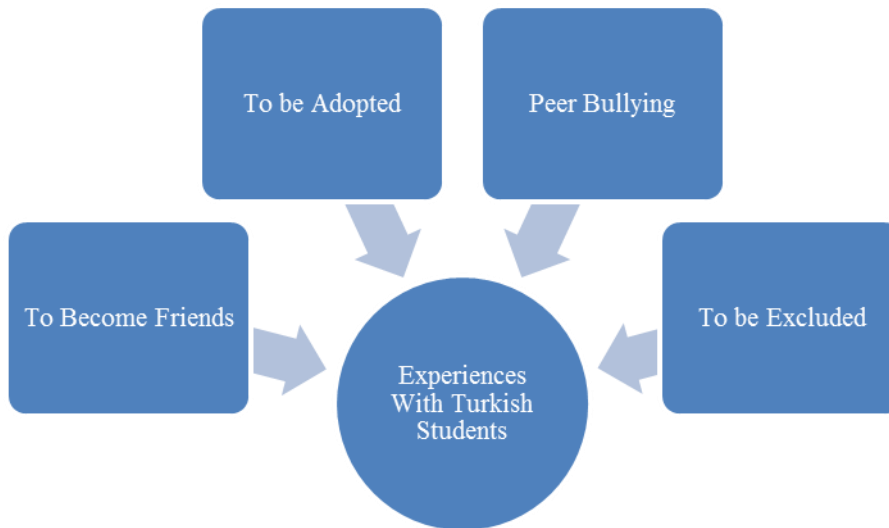 To be Adopted
Peer Bullying
To Become Friends
To be Excluded
Experiences
With Turkish
Students